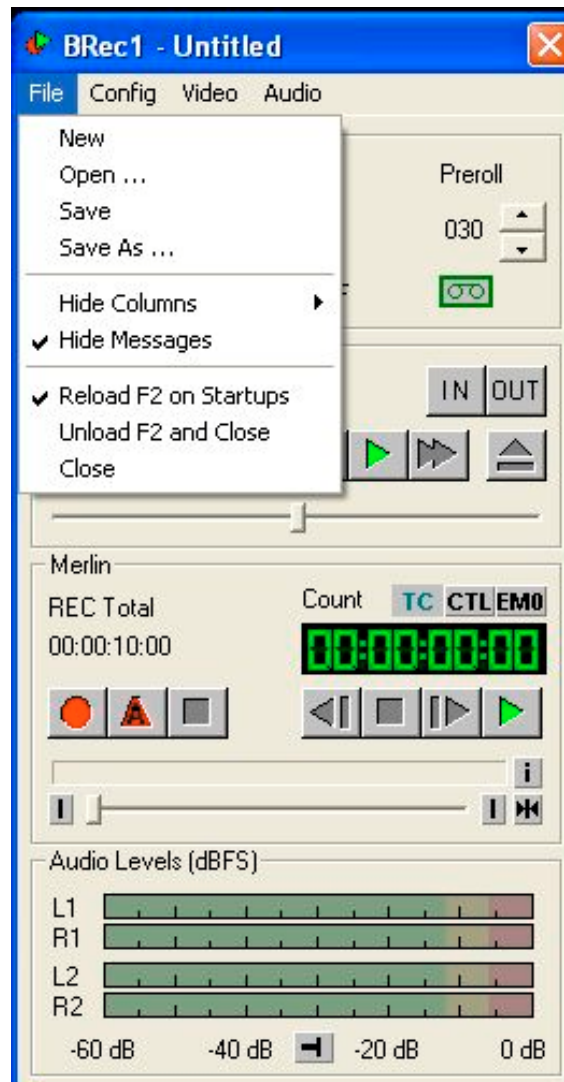 BRec1 - Untitled
File Config Video Audio
New
Open ...
Save
Save As ...
Hide Columns
Hide Messages
Reload F2 on Startups
Unload F2 and Close
Close
Preroll
030
IN OUT
Merlin
REC Total
Count TC CTL EM0
00:00:10:00
00:00:00:00
A
i
Audio Levels (dBFS)
L1
R1
L2
R2
-60 dB -40 dB -20 dB 0 dB